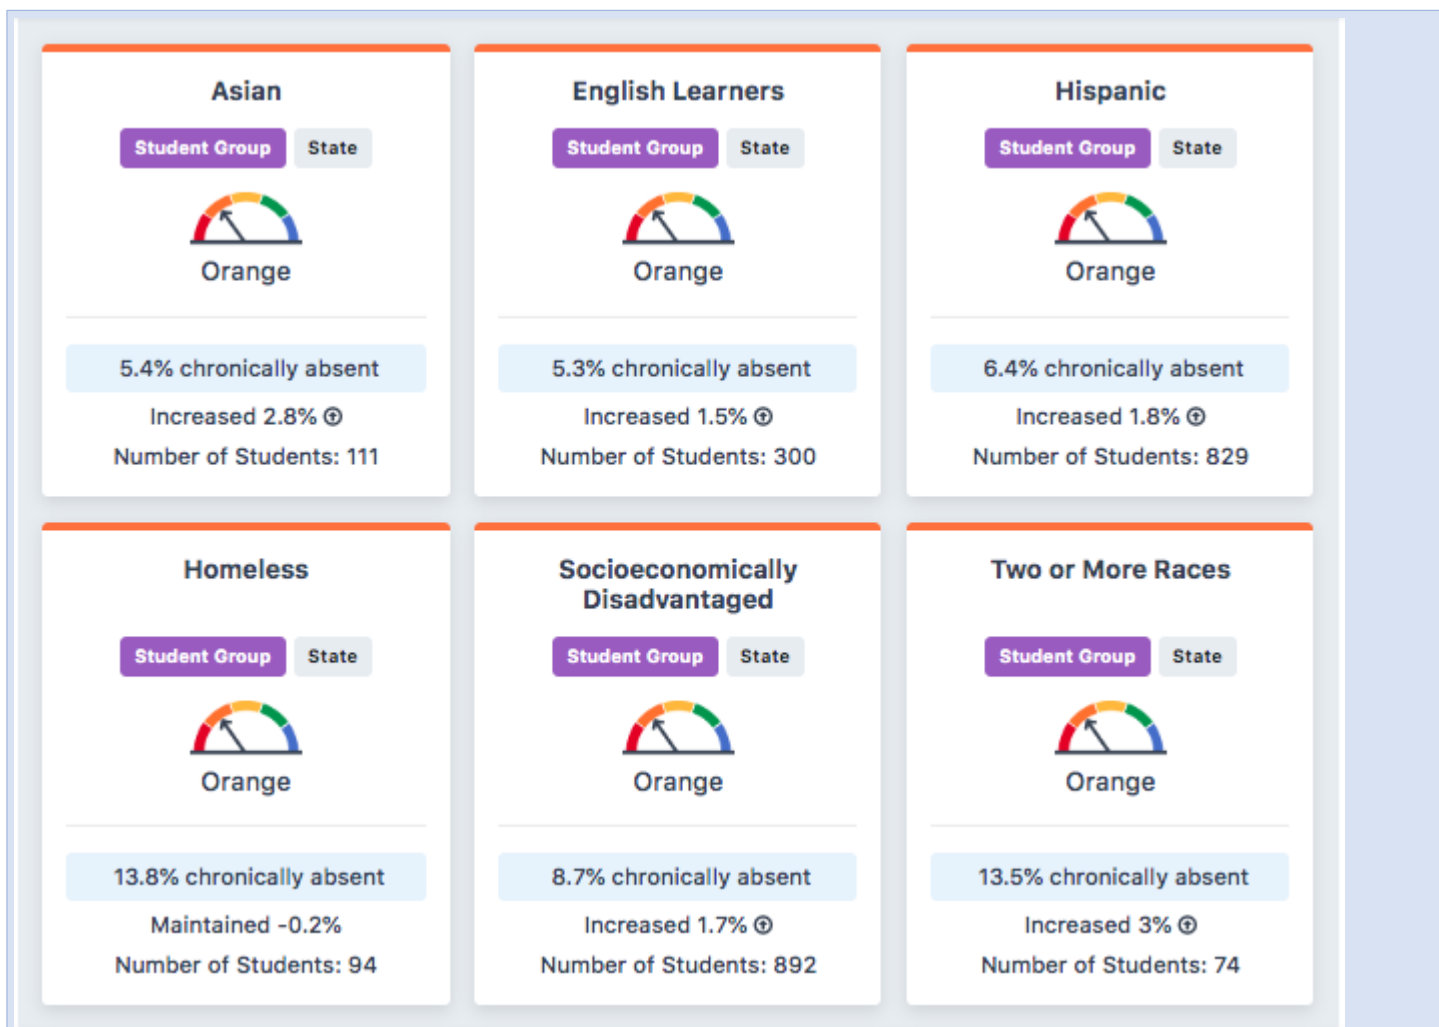 Asian
Student Group State
Orange
5.4% chronically absent
Increased 2.8%
Number of Students: 111
English Learners
Student Group State
Orange
5.3% chronically absent
Increased 1.5%
Number of Students: 300
Hispanic
Student Group State
Orange
6.4% chronically absent
Increased 1.8%
Number of Students: 829
Homeless
Student Group State
Orange
13.8% chronically absent
Maintained -0.2%
Number of Students: 94
Socioeconomically
Disadvantaged
Student Group State
Orange
8.7% chronically absent
Increased 1.7%
Number of Students: 892
Two or More Races
Student Group State
Orange
13.5% chronically absent
Increased 3%
Number of Students: 74